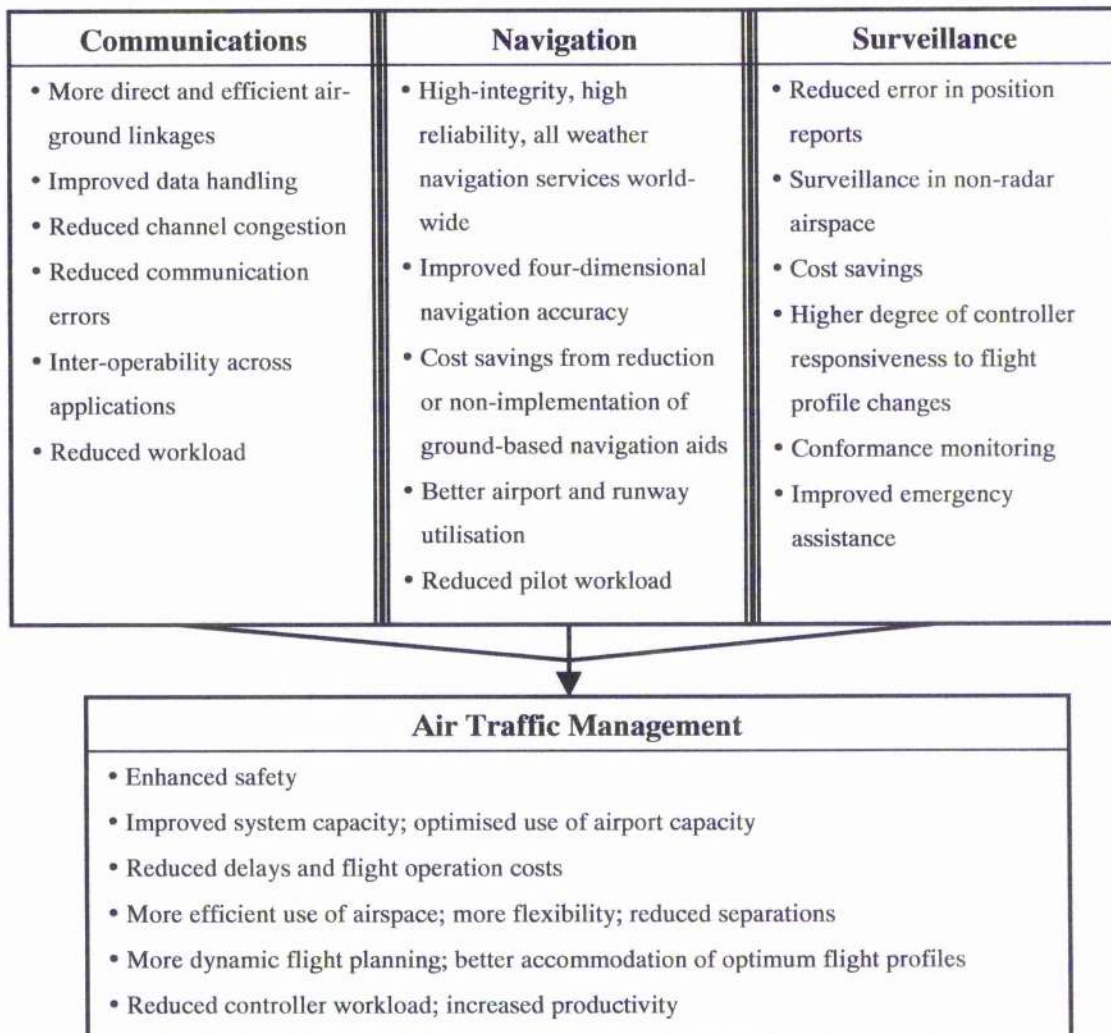 Communications
• More direct and efficient air-
ground linkages
• Improved data handling
• Reduced channel congestion
• Reduced communication
errors
• Inter-operability across
applications
• Reduced workload
Navigation
• High-integrity, high
reliability, all weather
navigation services world-
wide
• Improved four-dimensional
navigation accuracy
• Cost savings from reduction
or non-implementation of
ground-based navigation aids
• Better airport and runway
utilisation
• Reduced pilot workload
Surveillance
• Reduced error in position
reports
• Surveillance in non-radar
airspace
• Cost savings
• Higher degree of controller
responsiveness to flight
profile changes
• Conformance monitoring
• Improved emergency
assistance
Air Traffic Management
• Enhanced safety
• Improved system capacity; optimised use of airport capacity
• Reduced delays and flight operation costs
• More efficient use of airspace; more flexibility; reduced separations
• More dynamic flight planning; better accommodation of optimum flight profiles
• Reduced controller workload; increased productivity